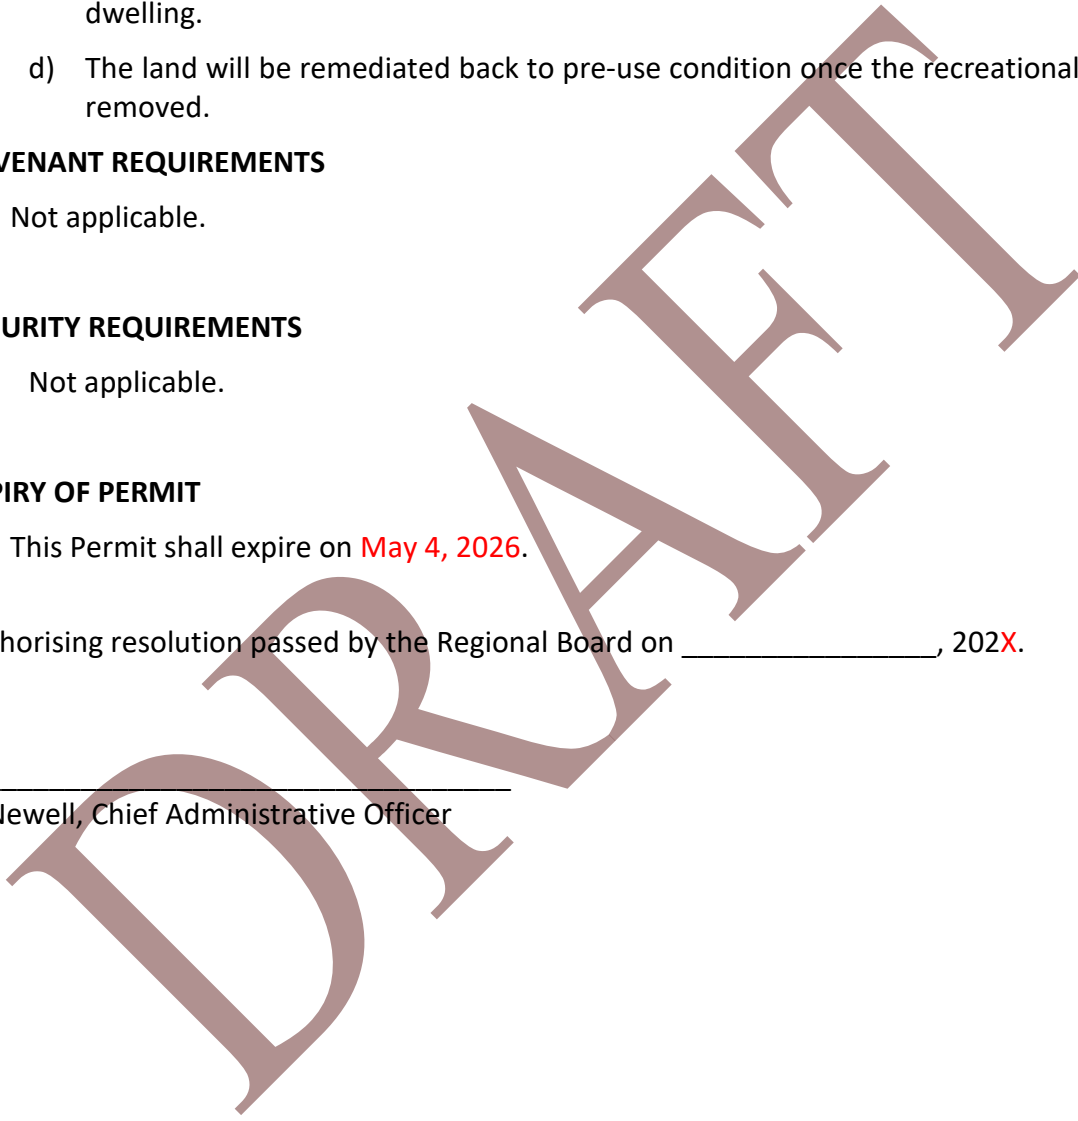 dwelling.
d) The land will be remediated back to pre-use condition once the recreational
removed.
VENANT REQUIREMENTS
Not applicable.
URITY REQUIREMENTS
Not applicable.
PIRY OF PERMIT
This Permit shall expire on May 4, 2026.
horising resolution passed by the Regional Board on ________________, 202X.
________________________________
Newell, Chief Administrative Officer
DRAFT